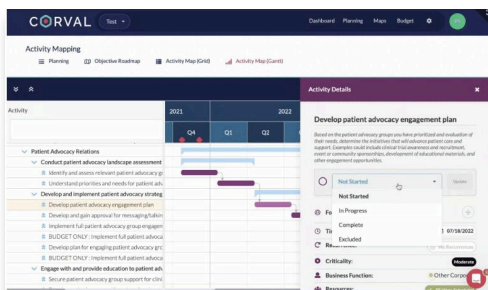 CORVAL
Test
Dashboard Planning Maps Budget
Activity Mapping
Planning Objective Roadmap Activity Map (Grid) Activity Map (Gantt)
Activity Details
Activity
2021 2022
Q4 Q1 Q2
Develop patient advocacy engagement plan
Based on the patient advocacy groups you have prioritized and evaluation of
their needs, determine the initiatives that will advance patient care and
support. Examples could include clinical trial awareness and recruitment,
event or community sponsorships, development of educational materials, and
other engagement opportunities.
Not Started
Update
Not Started
In Progress
Complete
Excluded
Patient Advocacy Relations
Conduct patient advocacy landscape assessment
Identify and assess relevant patient advocacy gr
Understand priorities and needs for patient adv
Develop and implement patient advocacy strateg
Develop patient advocacy engagement plan
Develop and gain approval for messaging/talkin
Implement full patient advocacy group engagem
BUDGET ONLY: Implement full patient advoca
Develop plan for engaging patient advocacy grc
BUDGET ONLY: Implement full patient advoca
Engage with and provide education to patient adv
Secure patient advocacy group support for clini
07/18/2022
No Recurrence
Criticality: Moderate
Business Function: Other Corpor
Resources: